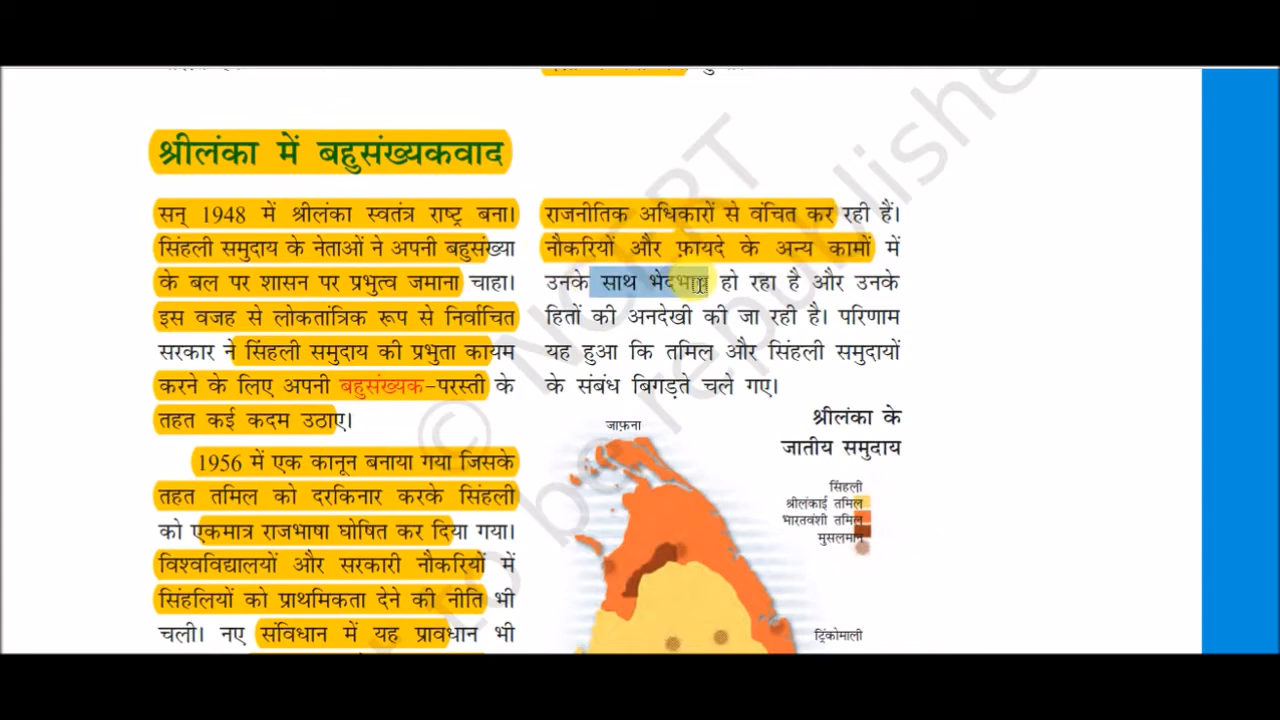 श्रीलंका में बहुसंख्यकवाद
सन् 1948 में श्रीलंका स्वतंत्र राष्ट्र बना।
सिंहली समुदाय के नेताओं ने अपनी बहुसंख्या
के बल पर शासन पर प्रभुत्व जमाना चाहा।
इस वजह से लोकतांत्रिक रूप से निर्वाचित
सरकार ने सिंहली समुदाय की प्रभुता कायम
करने के लिए अपनी बहुसंख्यक-परस्ती के
तहत कई कदम उठाए।
1956 में एक कानून बनाया गया जिसके
तहत तमिल को दरकिनार करके सिंहली
को एकमात्र राजभाषा घोषित कर दिया गया।
विश्वविद्यालयों और सरकारी नौकरियों में
सिंहलियों को प्राथमिकता देने की नीति भी
चली। नए संविधान में यह प्रावधान भी
राजनीतिक अधिकारों से वंचित कर रही हैं।
नौकरियों और फ़ायदे के अन्य कामों में
उनके साथ भेदभाव हो रहा है और उनके
हितों की अनदेखी की जा रही है। परिणाम
यह हुआ कि तमिल और सिंहली समुदायों
के संबंध बिगड़ते चले गए।
श्रीलंका के
जातीय समुदाय
जाफ़ना
सिंहली
श्रीलंकाई तमिल
भारतवंशी तमिल
मुसलमान
ट्रिंकोमाली
© NCERT
to be republishe